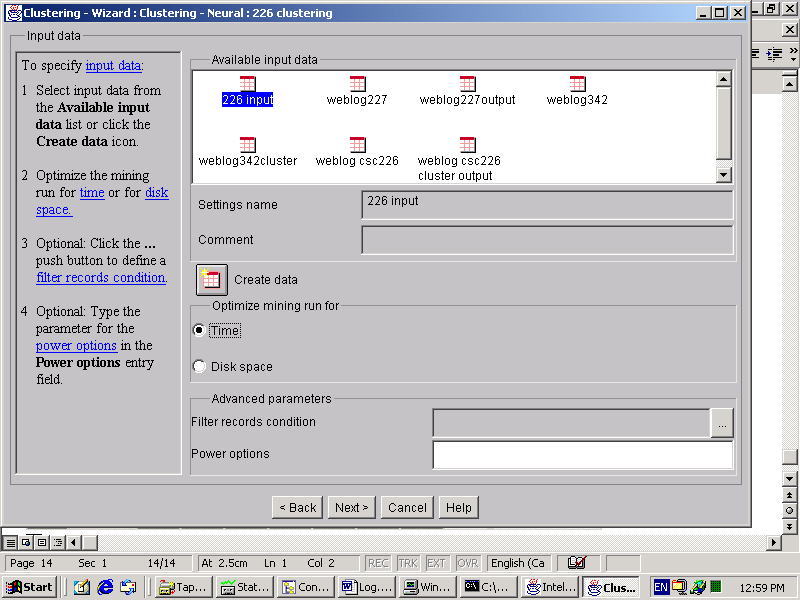 Clustering - Wizard : Clustering - Neural : 226 clustering
Input data
To specify input data:
1 Select input data from
the Available input
data list or click the
Create data icon.
2 Optimize the mining
run for time or for disk
space.
3 Optional: Click the ...
push button to define a
filter records condition.
4 Optional: Type the
parameter for the
power options in the
Power options entry
field.
Available input data
226 input weblog227 weblog227output weblog342
weblog342cluster weblog csc226 weblog csc226
cluster output
Settings name 226 input
Comment
Create data
Optimize mining run for
Time
Disk space
Advanced parameters
Filter records condition ...
Power options
< Back Next > Cancel Help
Page 14 Sec 1 14/14 At 2.5cm Ln 1 Col 2 REC TRK EXT OVR English (Ca
Start Tap... Stat... Con... Log.... Win... C:\... Intel... Clus... EN 12:59 PM